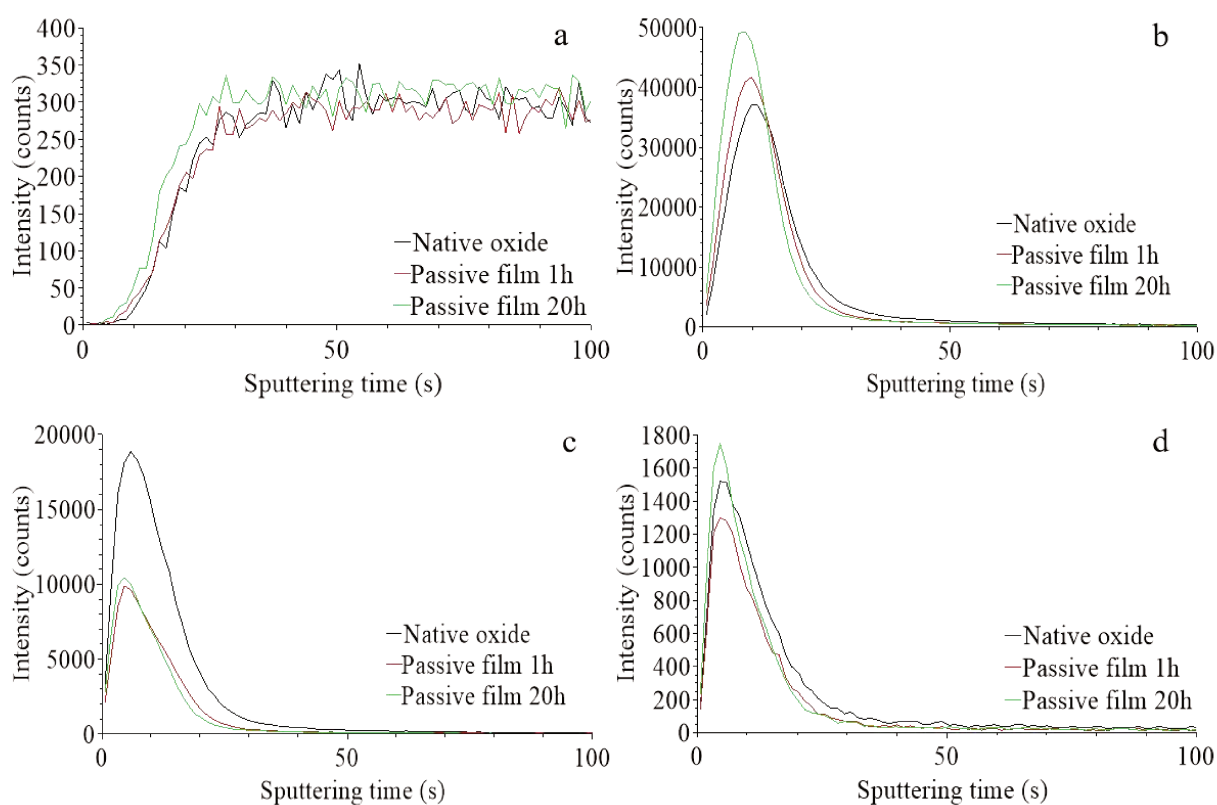 a
400
350
300
250
200
150
100
50
0
Intensity (counts)
Native oxide
Passive film 1h
Passive film 20h
0 50 100
Sputtering time (s)
b
50000
40000
30000
20000
10000
0
Intensity (counts)
Native oxide
Passive film 1h
Passive film 20h
0 50 100
Sputtering time (s)
c
20000
15000
10000
5000
0
Intensity (counts)
Native oxide
Passive film 1h
Passive film 20h
0 50 100
Sputtering time (s)
d
1800
1600
1400
1200
1000
800
600
400
200
0
Intensity (counts)
Native oxide
Passive film 1h
Passive film 20h
0 50 100
Sputtering time (s)